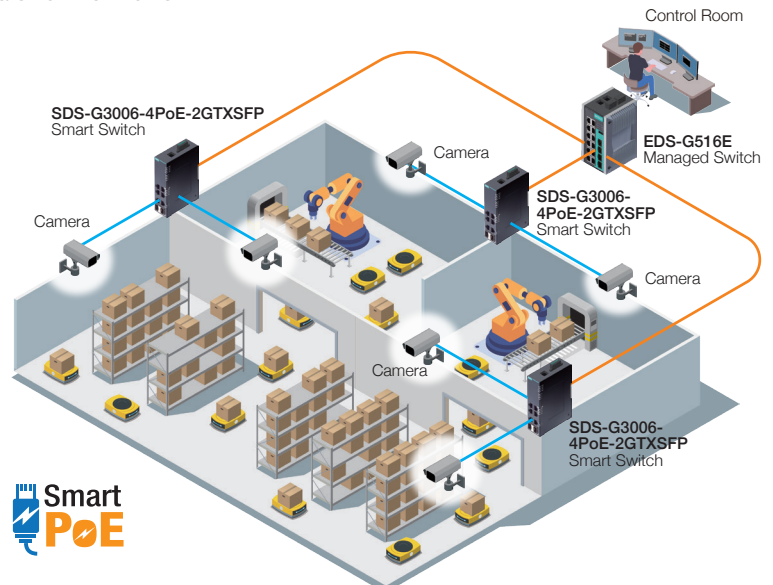 Control Room
SDS-G3006-4PoE-2GTXSFP
Smart Switch
Camera
EDS-G516E
Managed Switch
SDS-G3006-
4PoE-2GTXSFP
Smart Switch
Camera
Camera
Camera
SDS-G3006-
4PoE-2GTXSFP
Smart Switch
Smart
PoE